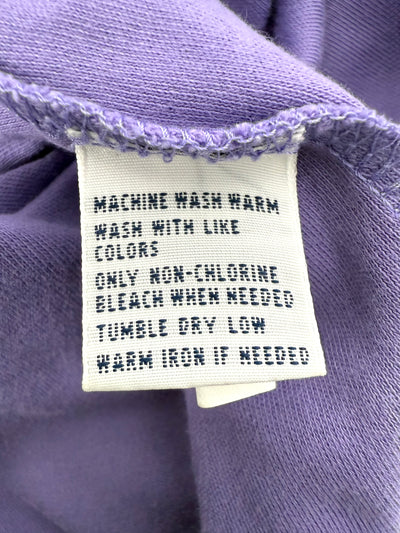 MACHINE WASH WARM
WASH WITH LIKE
COLORS
ONLY NON-CHLORINE
BLEACH WHEN NEEDED
TUMBLE DRY LOW
WARM IRON IF NEEDED